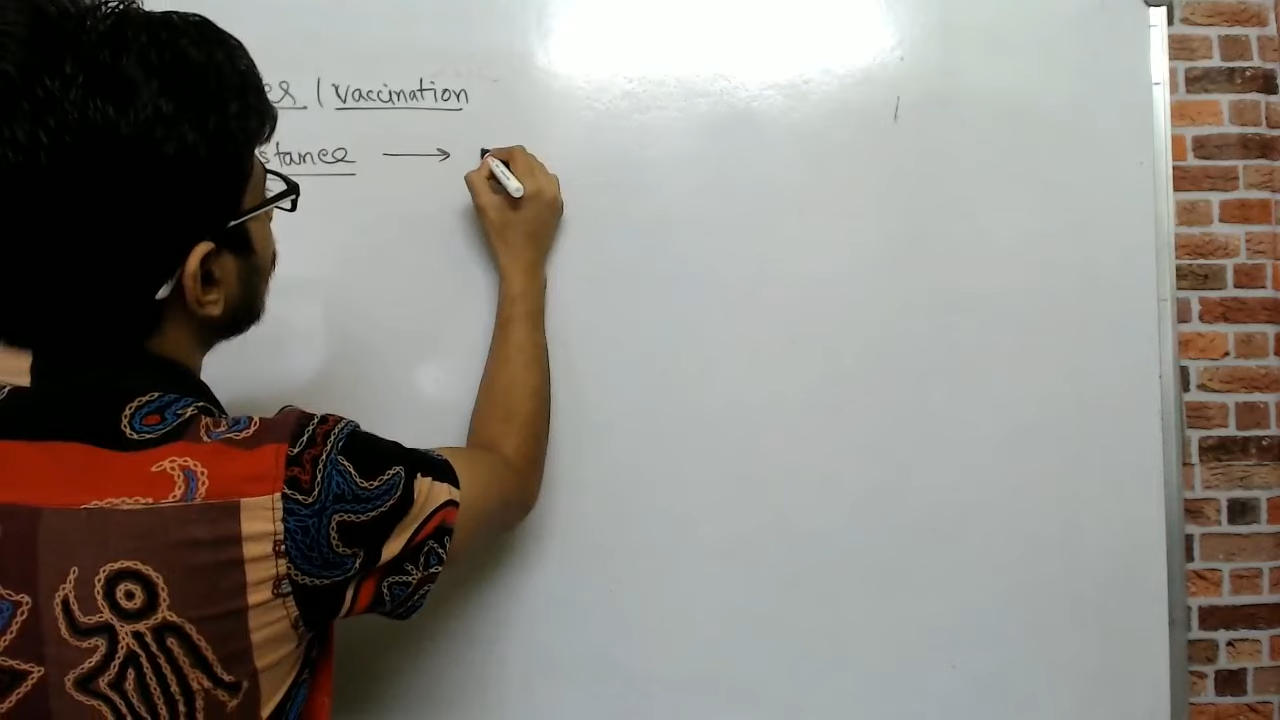 es / vaccination
stance →